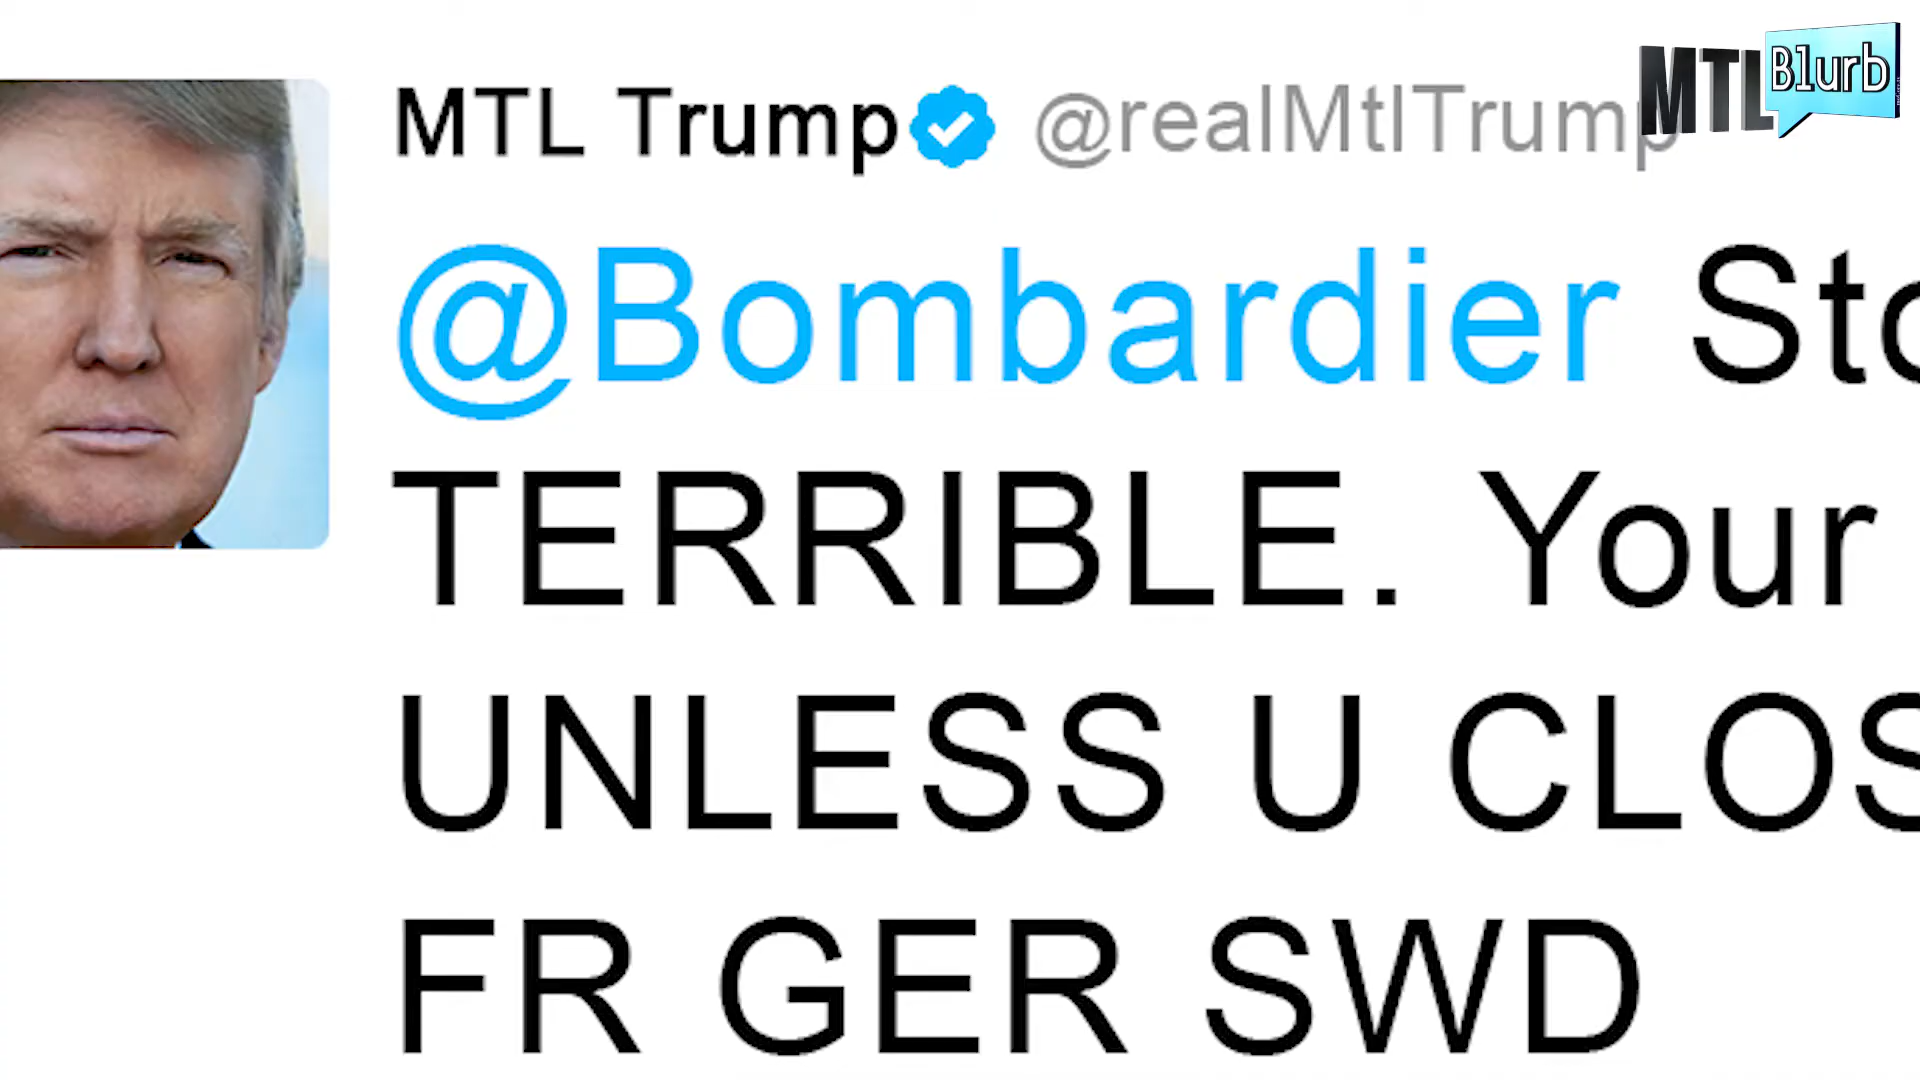 MTL Trump @realMtlTrump
MTL Blurb
@Bombardier
TERRIBLE. Your
UNLESS U
FR GER SWD